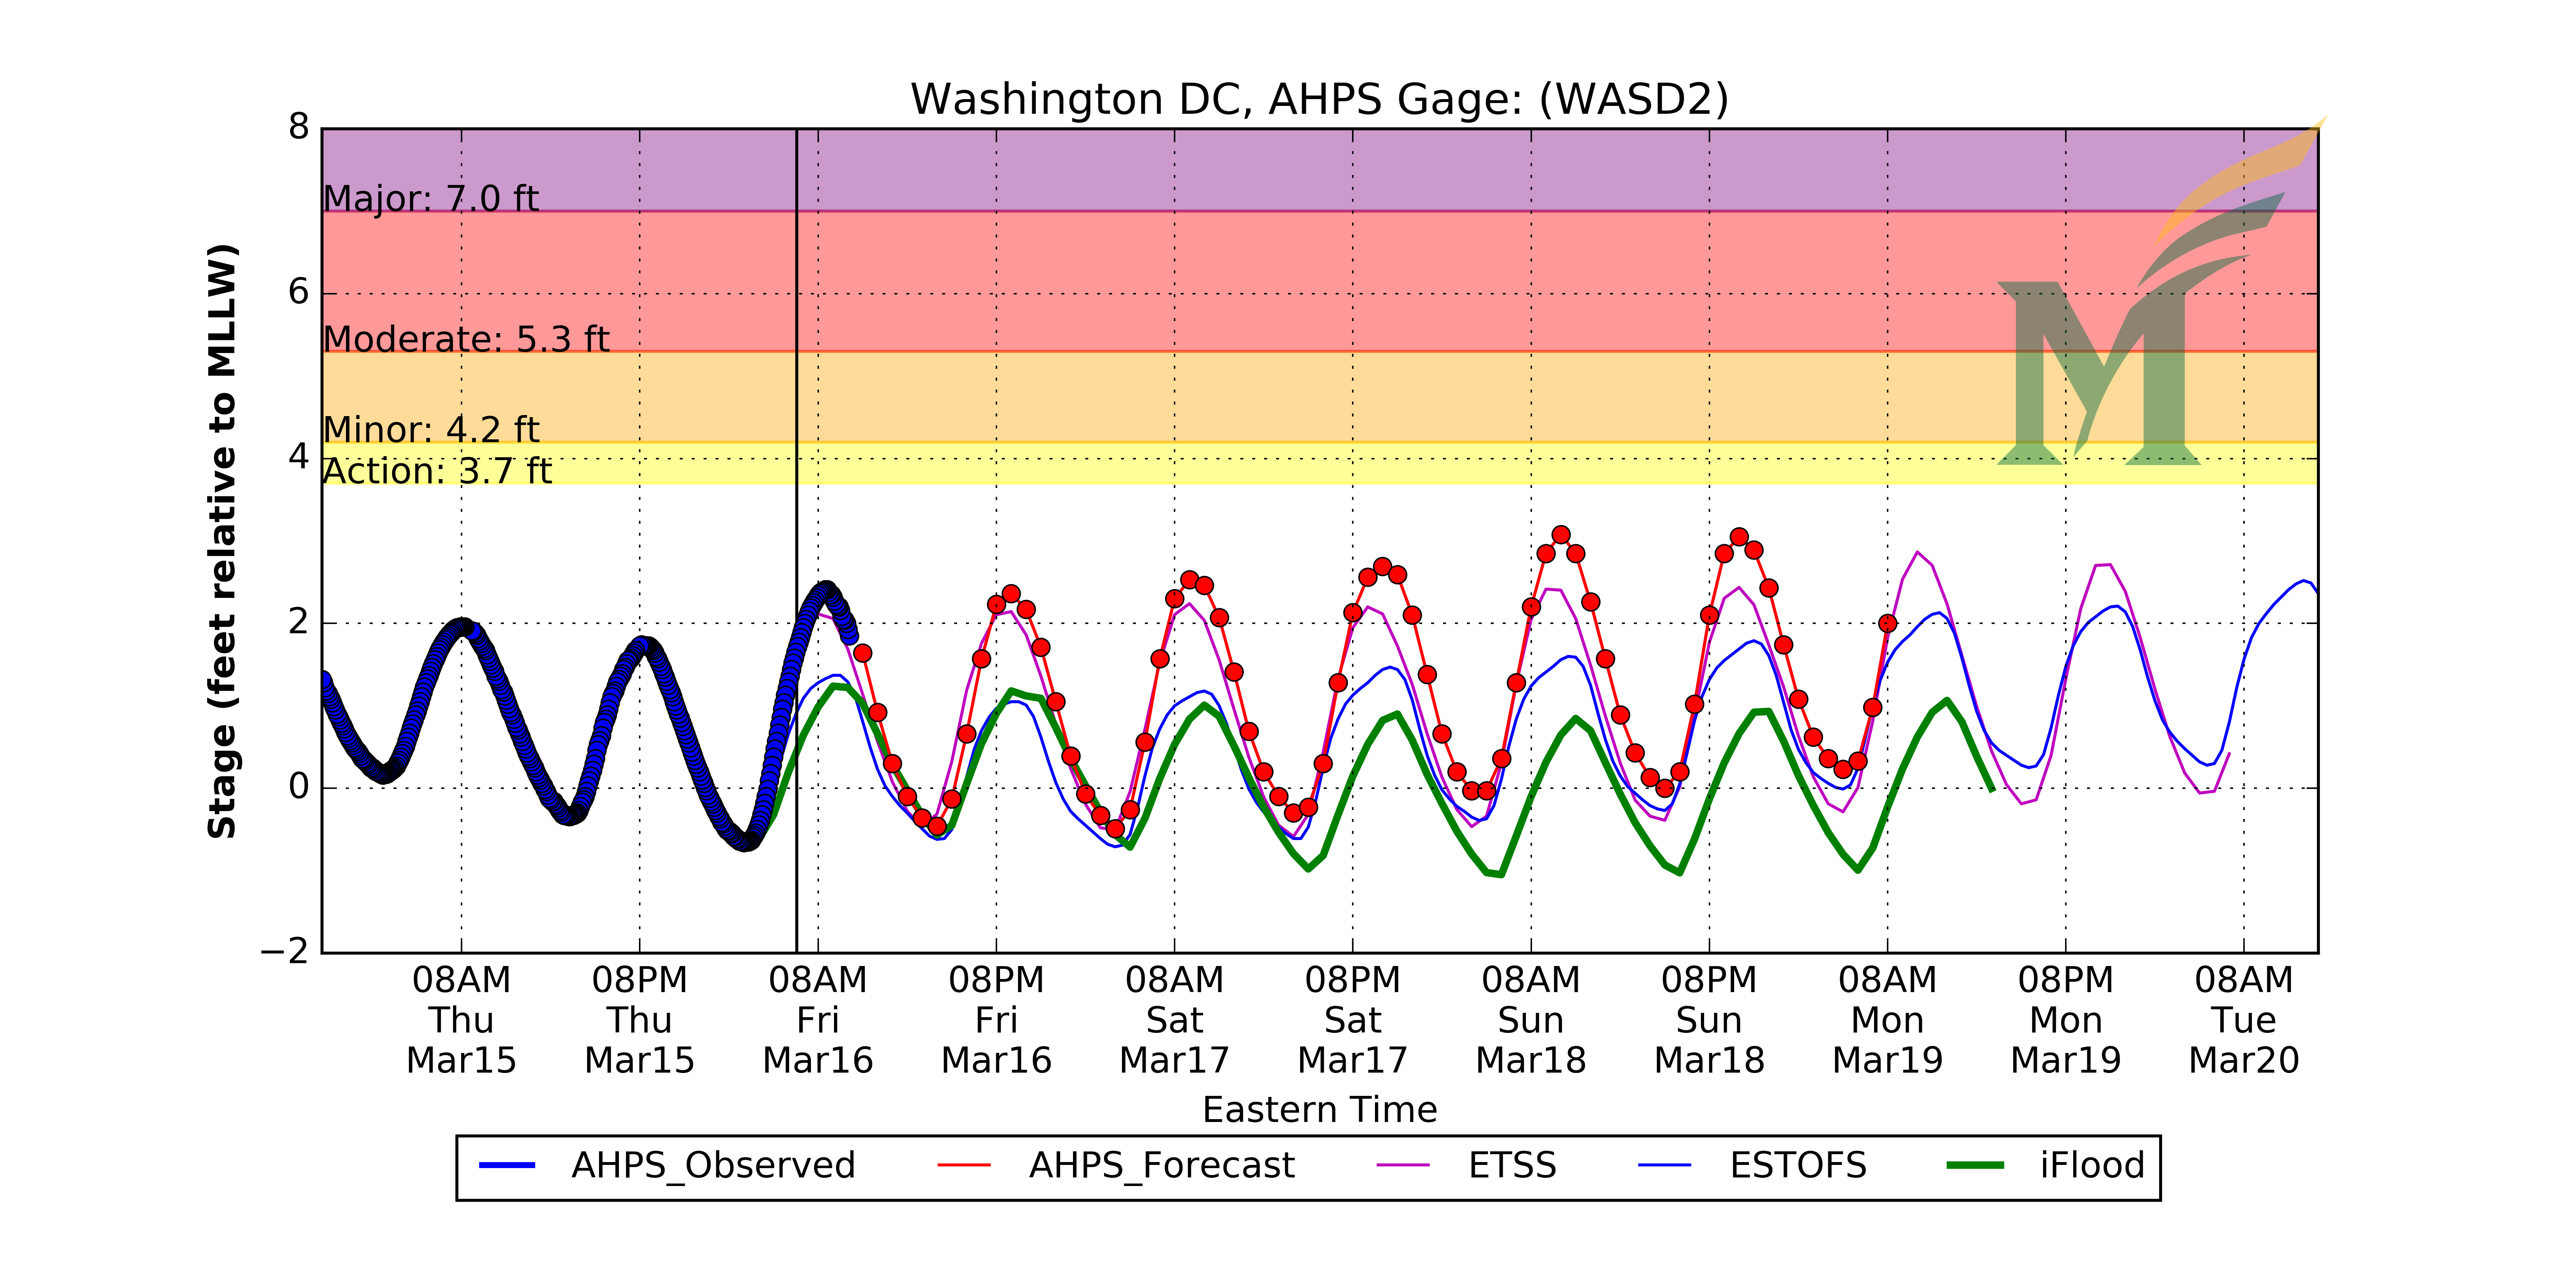 Washington DC, AHPS Gage: (WASD2)
Stage (feet relative to MLLW)
8
Major: 7.0 ft
6
Moderate: 5.3 ft
Minor: 4.2 ft
4
Action: 3.7 ft
2
0
−2
08AM 08PM 08AM 08PM 08AM 08PM 08AM 08PM 08AM 08PM 08AM
Thu Thu Fri Fri Sat Sat Sun Sun Mon Mon Tue
Mar15 Mar15 Mar16 Mar16 Mar17 Mar17 Mar18 Mar18 Mar19 Mar19 Mar20
Eastern Time
AHPS_Observed AHPS_Forecast ETSS ESTOFS iFlood
M